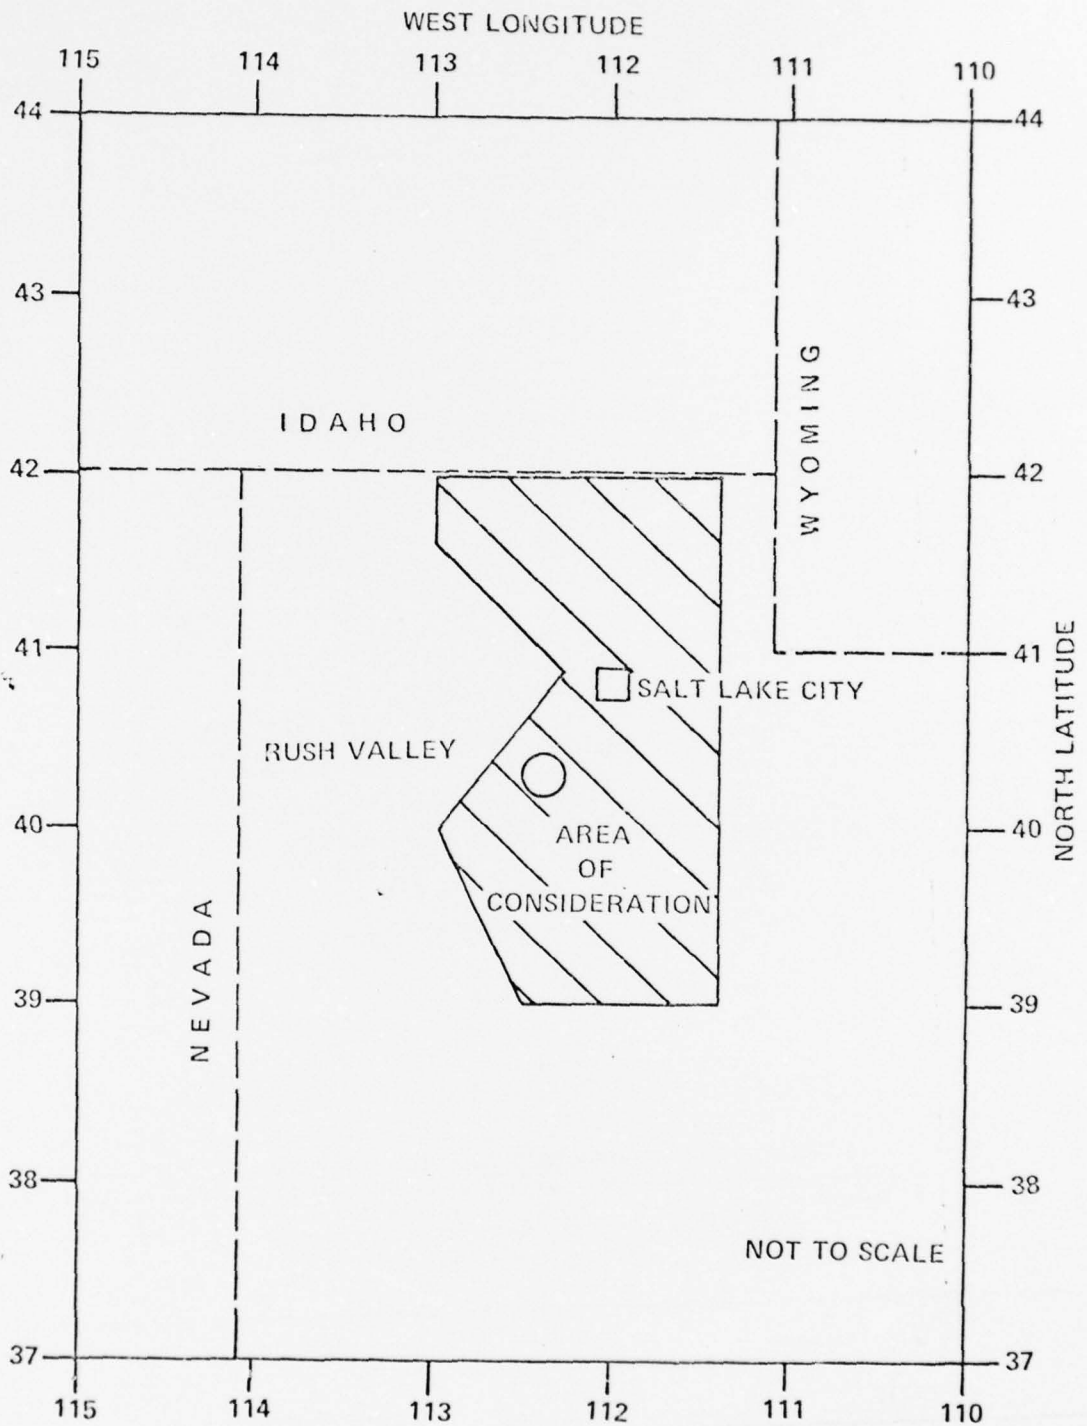 WEST LONGITUDE
115 114 113 112 111 110
44 44
43 43
IDAHO
WYOMING
42 42
41 41
SALT LAKE CITY
NORTH LATITUDE
RUSH VALLEY
40 40
AREA
OF
CONSIDERATION
NEVADA
39 39
38 38
NOT TO SCALE
37 37
115 114 113 112 111 110